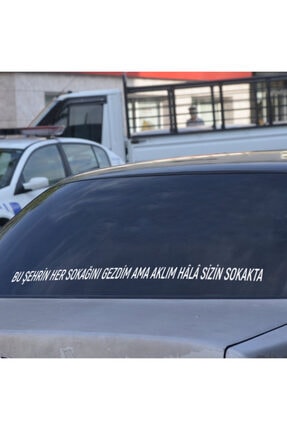 BU ŞEHRİN HER SOKAĞINI GEZDİM AMA AKLIM HÂLÂ SİZİN SOKAKTA